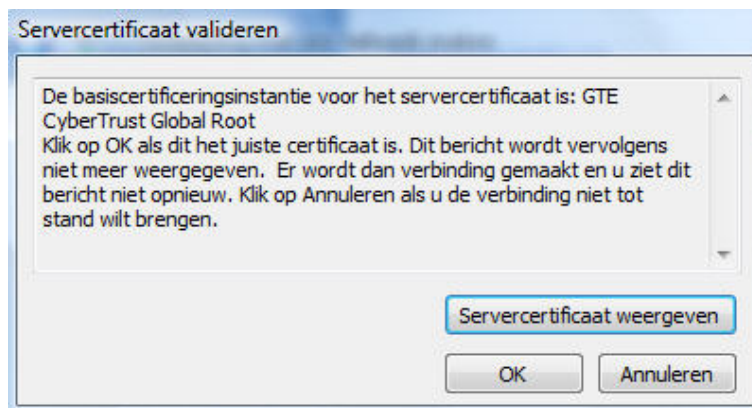 Servercertificaat valideren
De basiscertificeringsinstantie voor het servercertificaat is: GTE
CyberTrust Global Root
Klik op OK als dit het juiste certificaat is. Dit bericht wordt vervolgens
niet meer weergegeven.  Er wordt dan verbinding gemaakt en u ziet dit
bericht niet opnieuw. Klik op Annuleren als u de verbinding niet tot
stand wilt brengen.
Servercertificaat weergeven
OK
Annuleren